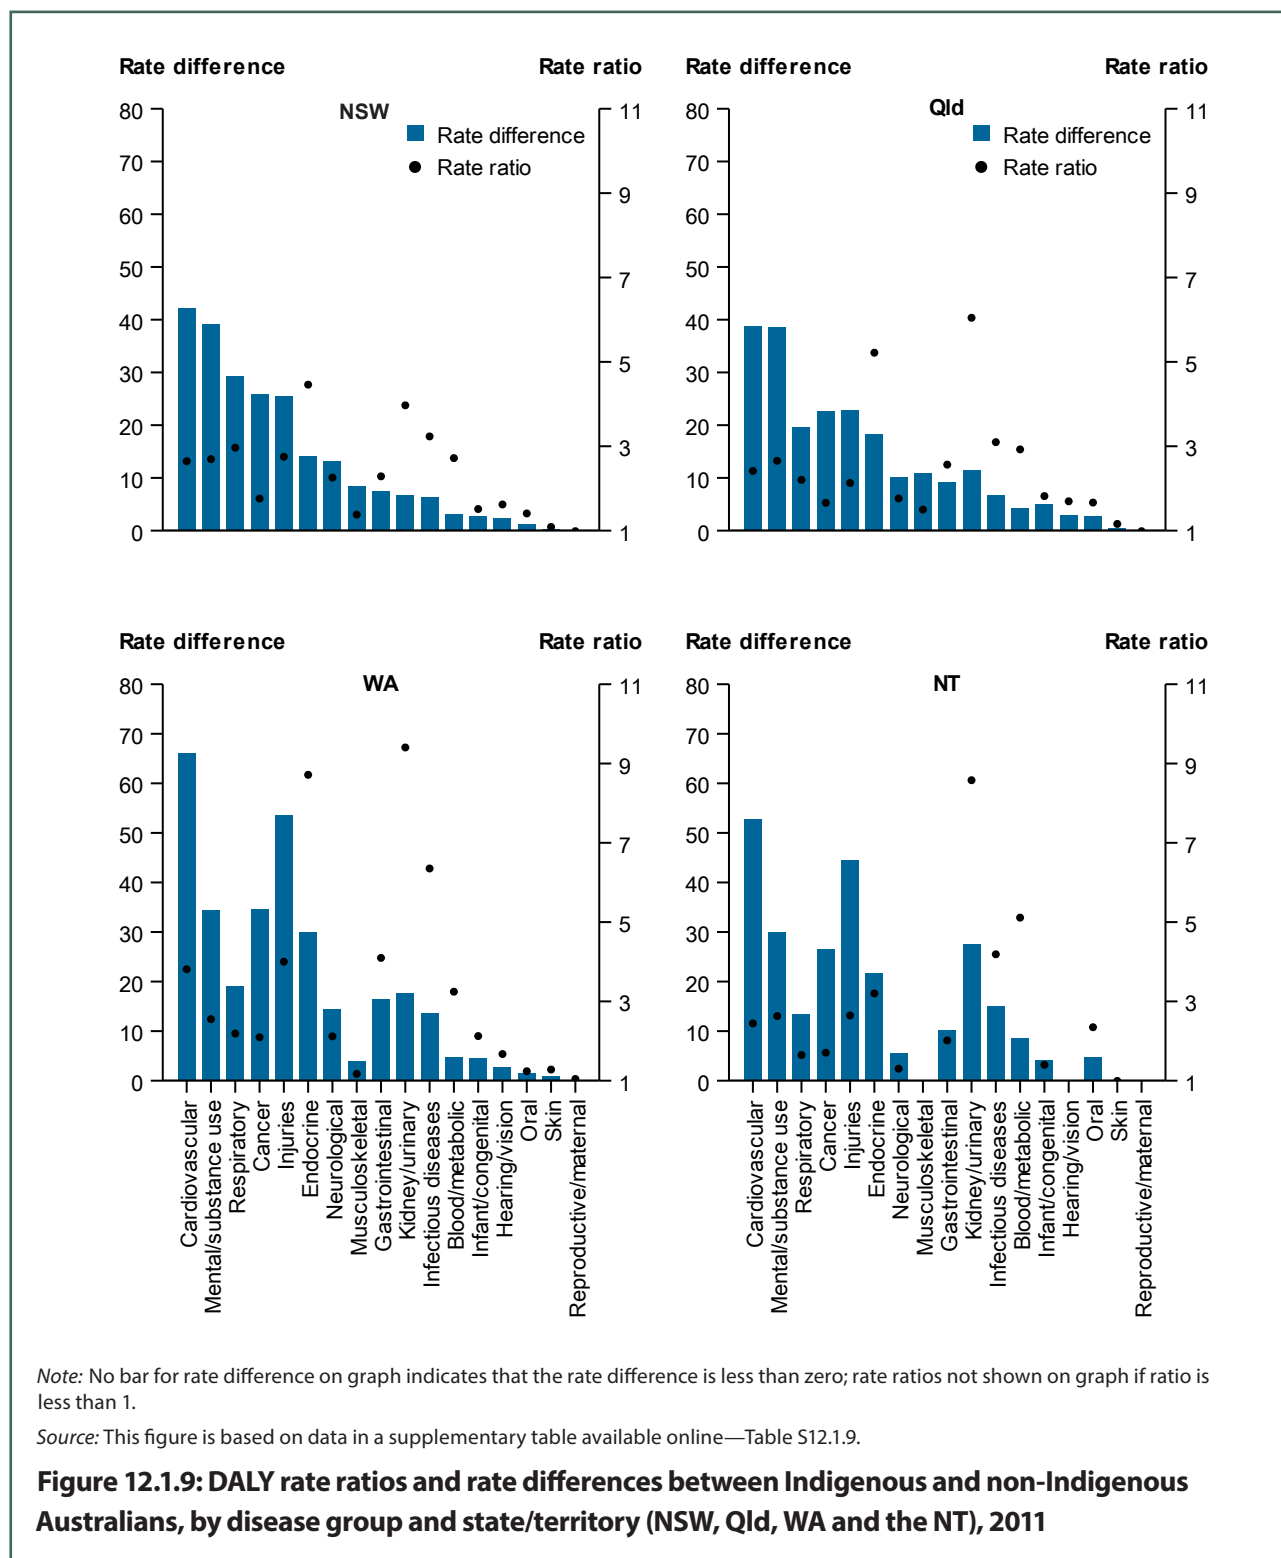 Rate difference Rate ratio
NSW
Rate difference
Rate ratio
80
70
60
50
40
30
20
10
0
11
9
7
5
3
1
Rate difference Rate ratio
Qld
Rate difference
Rate ratio
80
70
60
50
40
30
20
10
0
11
9
7
5
3
1
Rate difference Rate ratio
WA
80
70
60
50
40
30
20
10
0
11
9
7
5
3
1
Cardiovascular
Mental/substance use
Respiratory
Cancer
Injuries
Endocrine
Neurological
Musculoskeletal
Gastrointestinal
Kidney/urinary
Infectious diseases
Blood/metabolic
Infant/congenital
Hearing/vision
Oral
Skin
Reproductive/maternal
Rate difference Rate ratio
NT
80
70
60
50
40
30
20
10
0
11
9
7
5
3
1
Cardiovascular
Mental/substance use
Respiratory
Cancer
Injuries
Endocrine
Neurological
Musculoskeletal
Gastrointestinal
Kidney/urinary
Infectious diseases
Blood/metabolic
Infant/congenital
Hearing/vision
Oral
Skin
Reproductive/maternal
Note: No bar for rate difference on graph indicates that the rate difference is less than zero; rate ratios not shown on graph if ratio is
less than 1.
Source: This figure is based on data in a supplementary table available online—Table S12.1.9.
Figure 12.1.9: DALY rate ratios and rate differences between Indigenous and non-Indigenous
Australians, by disease group and state/territory (NSW, Qld, WA and the NT), 2011